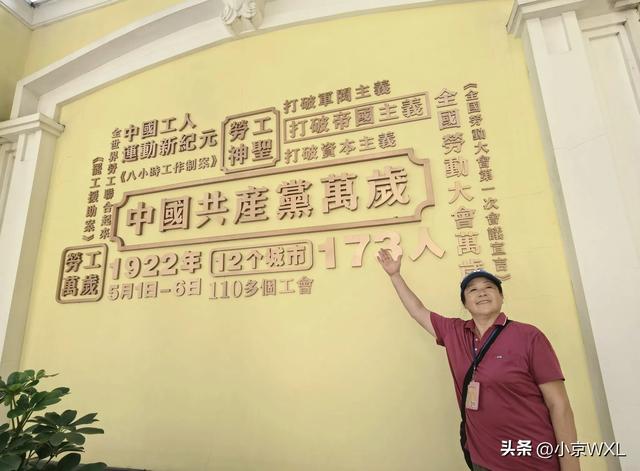 全世界勞工聯合起來
《罷工援助案》
中國工人
運動新紀元
《八小時工作制案》
勞工
神聖
打破軍閥主義
打破帝國主義
打破資本主義
全國勞動大會萬歲
《全國勞動大會第一次會議宣言》
中國共産黨萬歲
勞工
萬歲
1922年
5月1日-6日
12个城市
110多個工會
173人
头条 @小京WXL